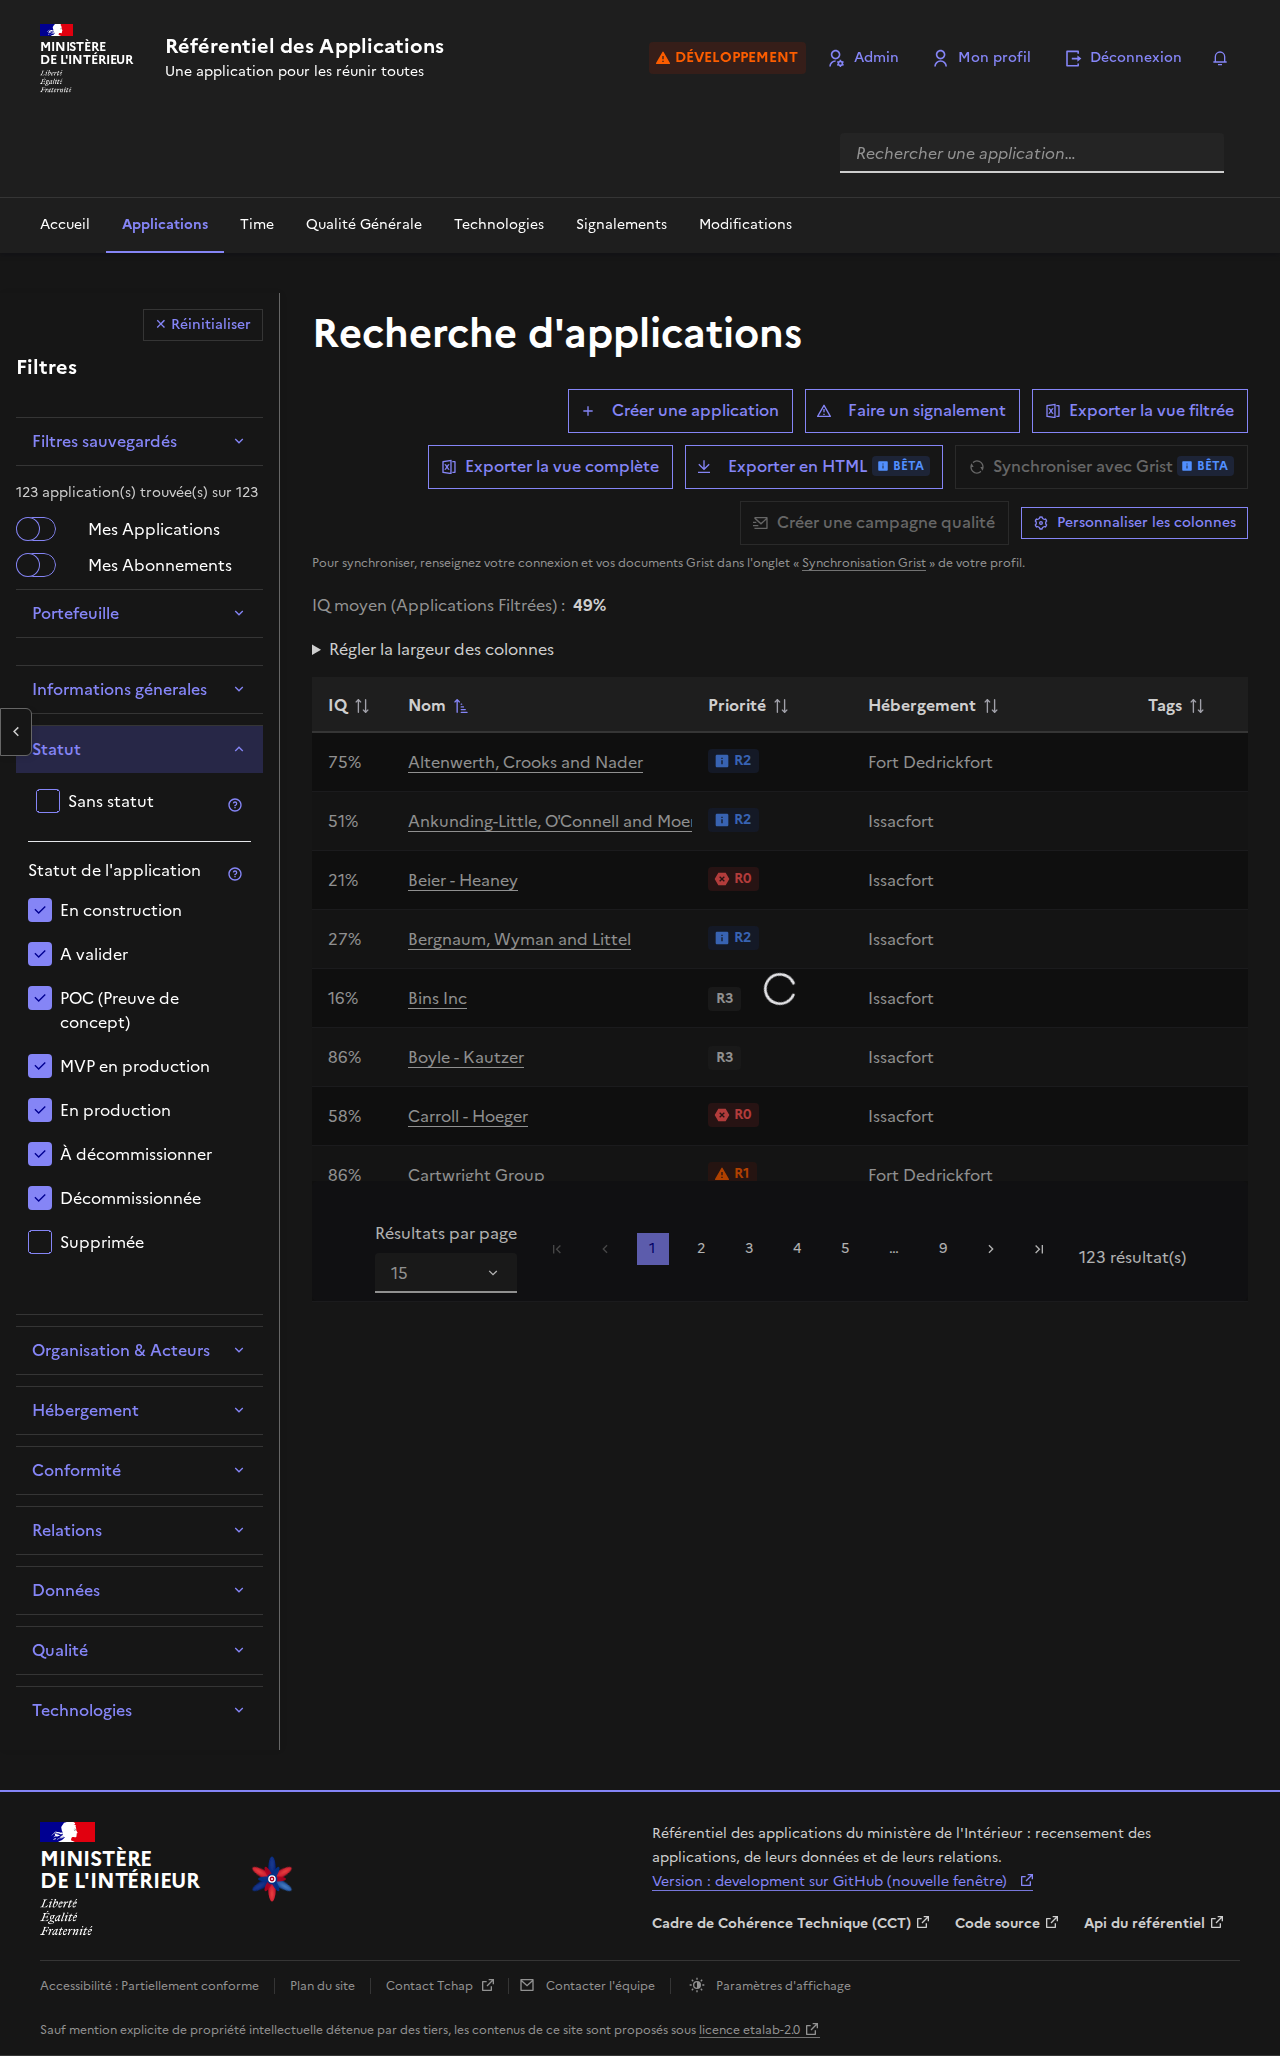 MINISTÈRE
DE L'INTÉRIEUR
Liberté
Égalité
Fraternité
Référentiel des Applications
Une application pour les réunir toutes
DÉVELOPPEMENT
Admin
Mon profil
Déconnexion
Rechercher une application…
Accueil
Applications
Time
Qualité Générale
Technologies
Signalements
Modifications
Réinitialiser
Filtres
Filtres sauvegardés
123 application(s) trouvée(s) sur 123
Mes Applications
Mes Abonnements
Portefeuille
Informations génerales
Statut
Sans statut
Statut de l'application
En construction
A valider
POC (Preuve de
concept)
MVP en production
En production
À décommissionner
Décommissionnée
Supprimée
Organisation & Acteurs
Hébergement
Conformité
Relations
Données
Qualité
Technologies
Recherche d'applications
Créer une application
Faire un signalement
Exporter la vue filtrée
Exporter la vue complète
Exporter en HTML BÊTA
Synchroniser avec Grist BÊTA
Créer une campagne qualité
Personnaliser les colonnes
Pour synchroniser, renseignez votre connexion et vos documents Grist dans l'onglet « Synchronisation Grist » de votre profil.
IQ moyen (Applications Filtrées) : 49%
Régler la largeur des colonnes
IQ Nom Priorité Hébergement Tags
75% Altenwerth, Crooks and Nader R2 Fort Dedrickfort
51% Ankunding-Little, O'Connell and Moen R2 Issacfort
21% Beier - Heaney R0 Issacfort
27% Bergnaum, Wyman and Littel R2 Issacfort
16% Bins Inc R3 Issacfort
86% Boyle - Kautzer R3 Issacfort
58% Carroll - Hoeger R0 Issacfort
86% Cartwright Group R1 Fort Dedrickfort
Résultats par page
15
1 2 3 4 5 … 9
123 résultat(s)
MINISTÈRE
DE L'INTÉRIEUR
Liberté
Égalité
Fraternité
Référentiel des applications du ministère de l'Intérieur : recensement des
applications, de leurs données et de leurs relations.
Version : development sur GitHub (nouvelle fenêtre)
Cadre de Cohérence Technique (CCT)
Code source
Api du référentiel
Accessibilité : Partiellement conforme
Plan du site
Contact Tchap
Contacter l'équipe
Paramètres d'affichage
Sauf mention explicite de propriété intellectuelle détenue par des tiers, les contenus de ce site sont proposés sous licence etalab-2.0